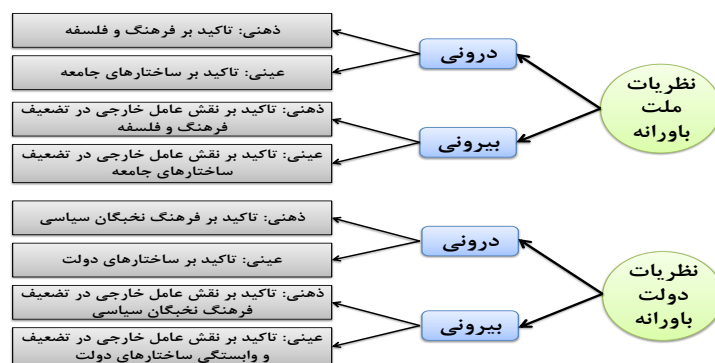 نظریات
ملت
باورانه
درونی
ذهنی: تاکید بر فرهنگ و فلسفه
عینی: تاکید بر ساختارهای جامعه
بیرونی
ذهنی: تاکید بر نقش عامل خارجی در تضعیف
فرهنگ و فلسفه
عینی: تاکید بر نقش عامل خارجی در تضعیف
ساختارهای جامعه
نظریات
دولت
باورانه
درونی
ذهنی: تاکید بر فرهنگ نخبگان سیاسی
عینی: تاکید بر ساختارهای دولت
بیرونی
ذهنی: تاکید بر نقش عامل خارجی در تضعیف
فرهنگ نخبگان سیاسی
عینی: تاکید بر نقش عامل خارجی در تضعیف
و وابستگی ساختارهای دولت